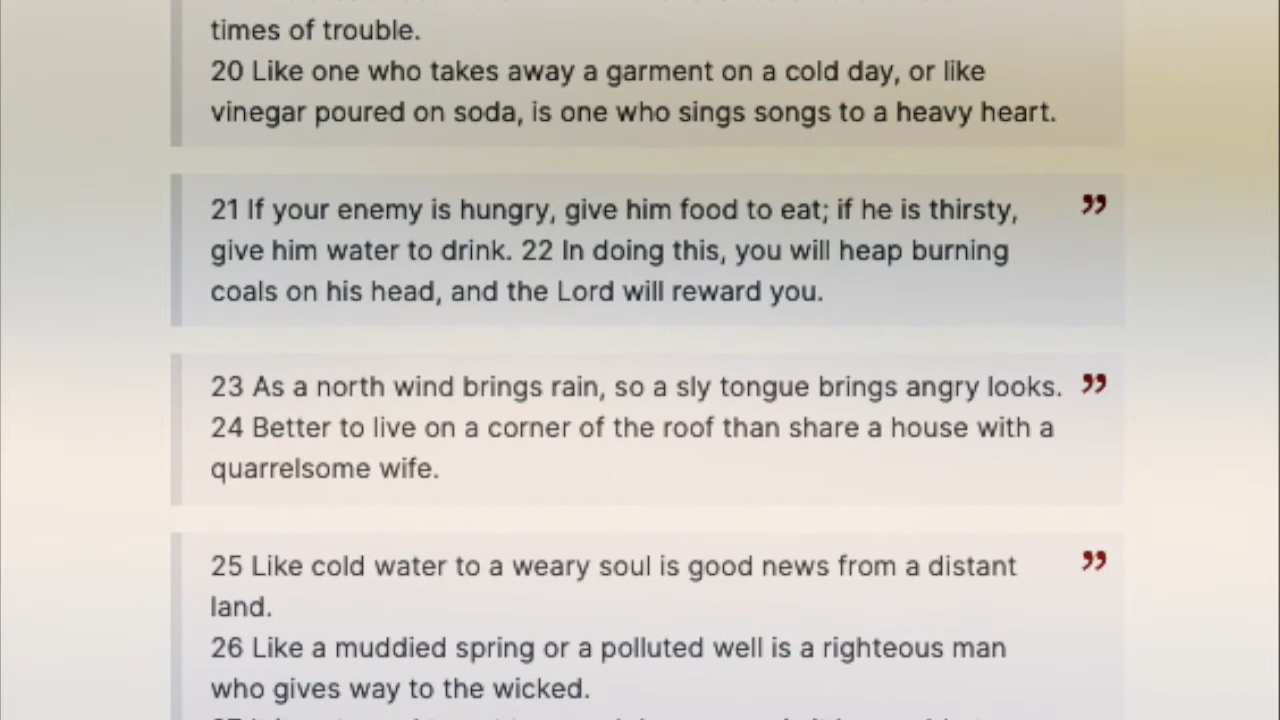 times of trouble.
20 Like one who takes away a garment on a cold day, or like
vinegar poured on soda, is one who sings songs to a heavy heart.
21 If your enemy is hungry, give him food to eat; if he is thirsty,
give him water to drink. 22 In doing this, you will heap burning
coals on his head, and the Lord will reward you.
23 As a north wind brings rain, so a sly tongue brings angry looks.
24 Better to live on a corner of the roof than share a house with a
quarrelsome wife.
25 Like cold water to a weary soul is good news from a distant
land.
26 Like a muddied spring or a polluted well is a righteous man
who gives way to the wicked.